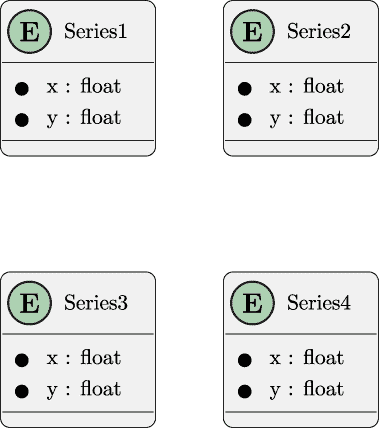 E Series1
x : float
y : float
E Series2
x : float
y : float
E Series3
x : float
y : float
E Series4
x : float
y : float